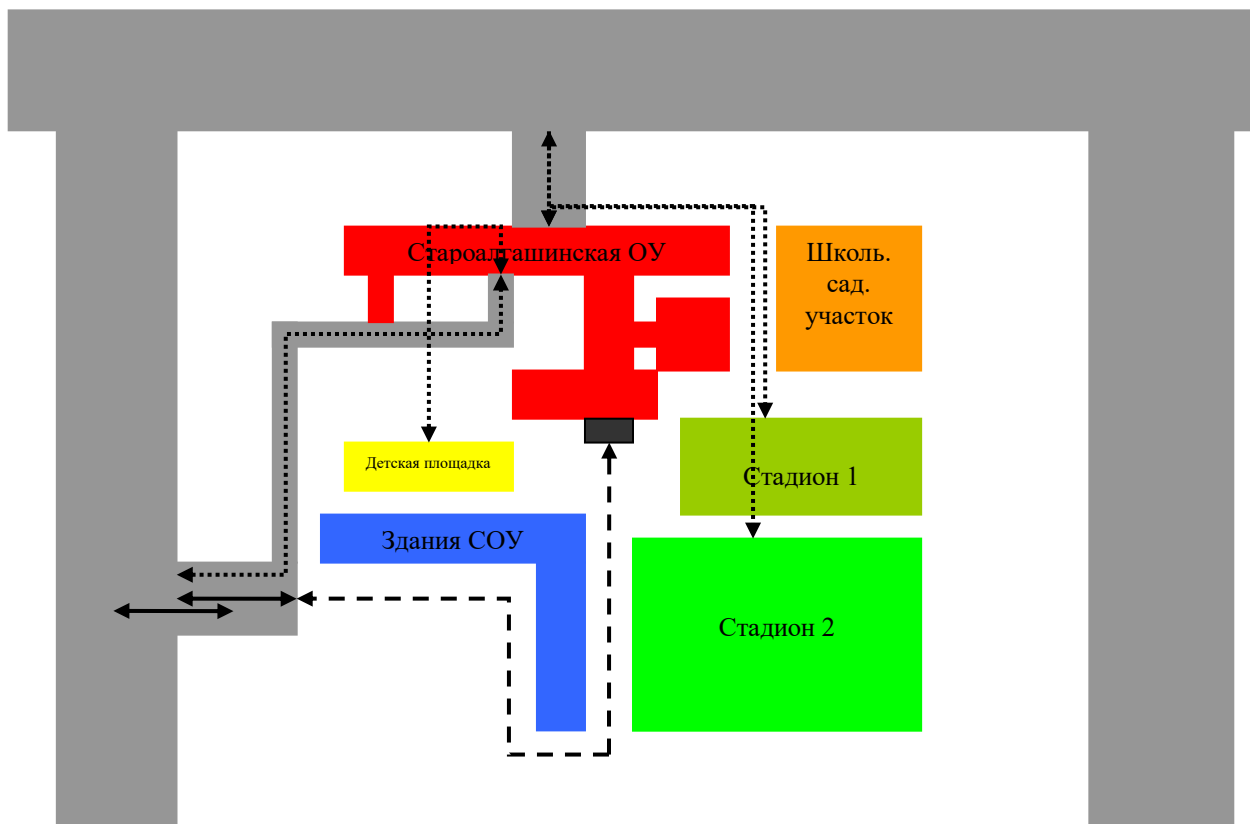 Староалгашинская ОУ
Школь.
сад.
участок
Детская площадка
Стадион 1
Здания СОУ
Стадион 2